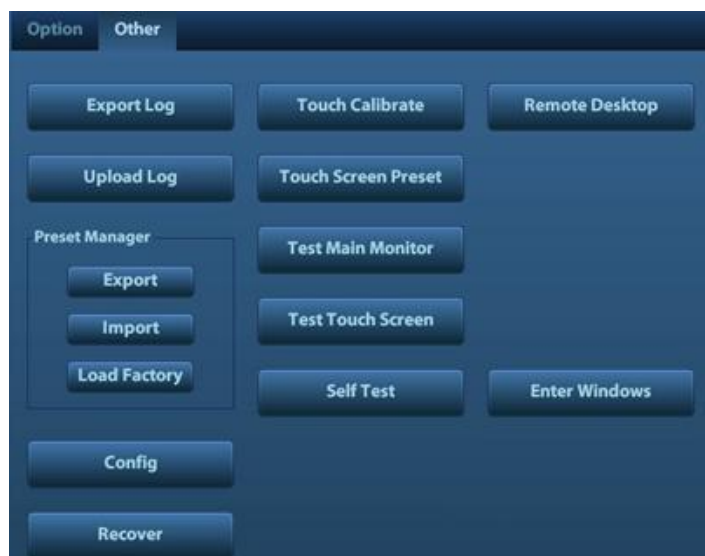 Option
Other
Export Log
Touch Calibrate
Remote Desktop
Upload Log
Touch Screen Preset
Preset Manager
Test Main Monitor
Export
Import
Test Touch Screen
Load Factory
Self Test
Enter Windows
Config
Recover